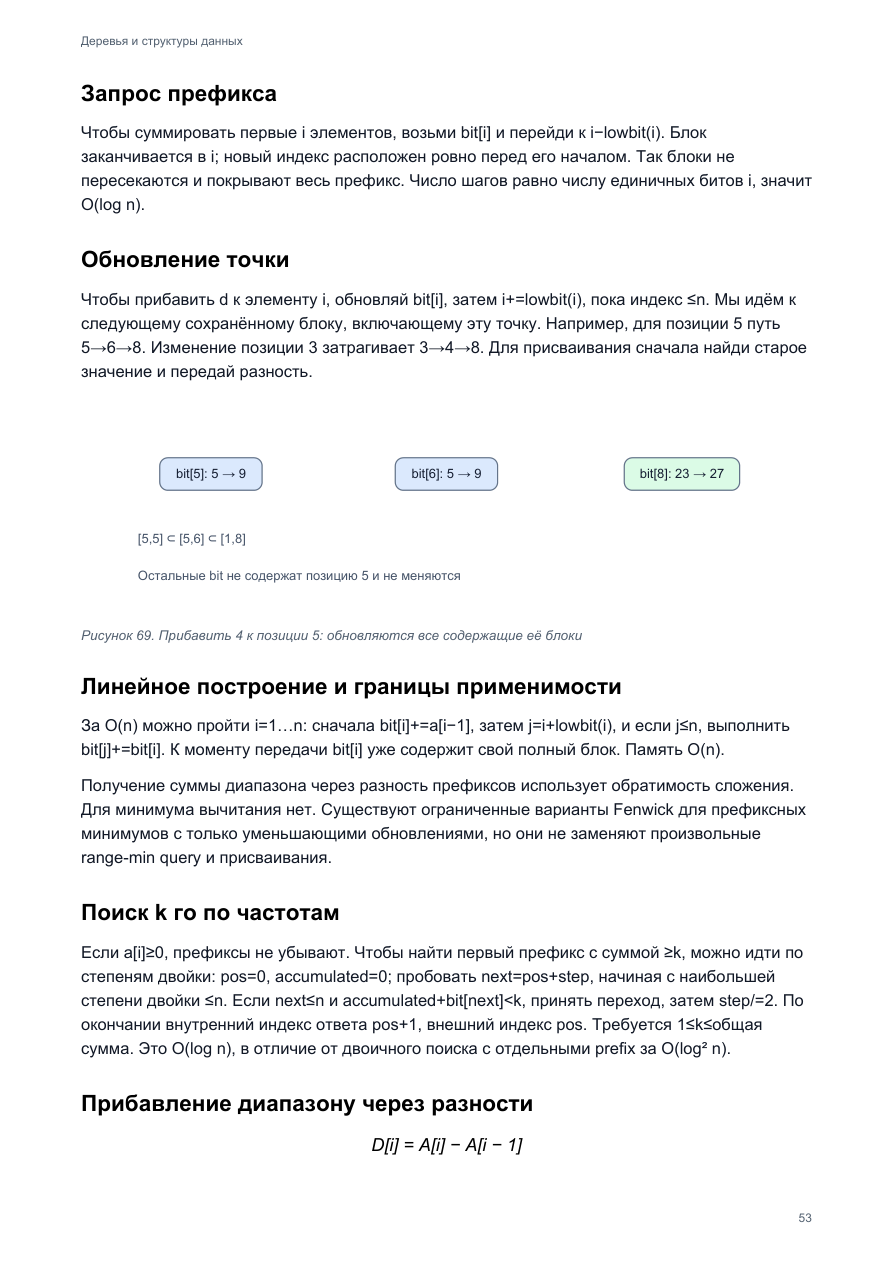 Деревья и структуры данных
Запрос префикса
Чтобы суммировать первые i элементов, возьми bit[i] и перейди к i−lowbit(i). Блок
заканчивается в i; новый индекс расположен ровно перед его началом. Так блоки не
пересекаются и покрывают весь префикс. Число шагов равно числу единичных битов i, значит
O(log n).
Обновление точки
Чтобы прибавить d к элементу i, обновляй bit[i], затем i+=lowbit(i), пока индекс ≤n. Мы идём к
следующему сохранённому блоку, включающему эту точку. Например, для позиции 5 путь
5→6→8. Изменение позиции 3 затрагивает 3→4→8. Для присваивания сначала найди старое
значение и передай разность.
bit[5]: 5 → 9
bit[6]: 5 → 9
bit[8]: 23 → 27
[5,5] ⊂ [5,6] ⊂ [1,8]
Остальные bit не содержат позицию 5 и не меняются
Рисунок 69. Прибавить 4 к позиции 5: обновляются все содержащие её блоки
Линейное построение и границы применимости
За O(n) можно пройти i=1…n: сначала bit[i]+=a[i−1], затем j=i+lowbit(i), и если j≤n, выполнить
bit[j]+=bit[i]. К моменту передачи bit[i] уже содержит свой полный блок. Память O(n).
Получение суммы диапазона через разность префиксов использует обратимость сложения.
Для минимума вычитания нет. Существуют ограниченные варианты Fenwick для префиксных
минимумов с только уменьшающими обновлениями, но они не заменяют произвольные
range-min query и присваивания.
Поиск k го по частотам
Если a[i]≥0, префиксы не убывают. Чтобы найти первый префикс с суммой ≥k, можно идти по
степеням двойки: pos=0, accumulated=0; пробовать next=pos+step, начиная с наибольшей
степени двойки ≤n. Если next≤n и accumulated+bit[next]<k, принять переход, затем step/=2. По
окончании внутренний индекс ответа pos+1, внешний индекс pos. Требуется 1≤k≤общая
сумма. Это O(log n), в отличие от двоичного поиска с отдельными prefix за O(log² n).
Прибавление диапазону через разности
D[i] = A[i] − A[i − 1]
53